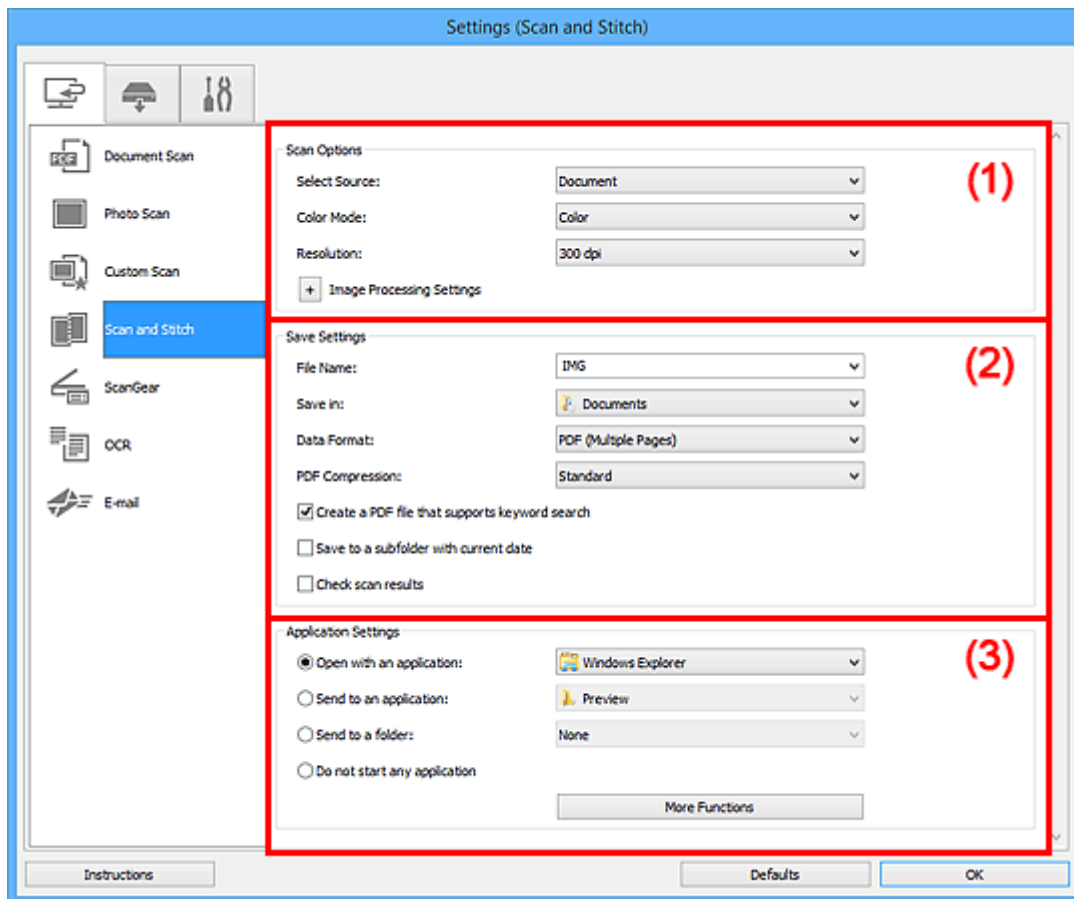 Settings (Scan and Stitch)
PDF
Document Scan
Photo Scan
Custom Scan
Scan and Stitch
ScanGear
OCR
E-mail
Scan Options
(1)
Select Source: Document
Color Mode: Color
Resolution: 300 dpi
+ Image Processing Settings
Save Settings
(2)
File Name: IMG
Save in: Documents
Data Format: PDF (Multiple Pages)
PDF Compression: Standard
Create a PDF file that supports keyword search
Save to a subfolder with current date
Check scan results
Application Settings
(3)
Open with an application: Windows Explorer
Send to an application: Preview
Send to a folder: None
Do not start any application
More Functions
Instructions Defaults OK